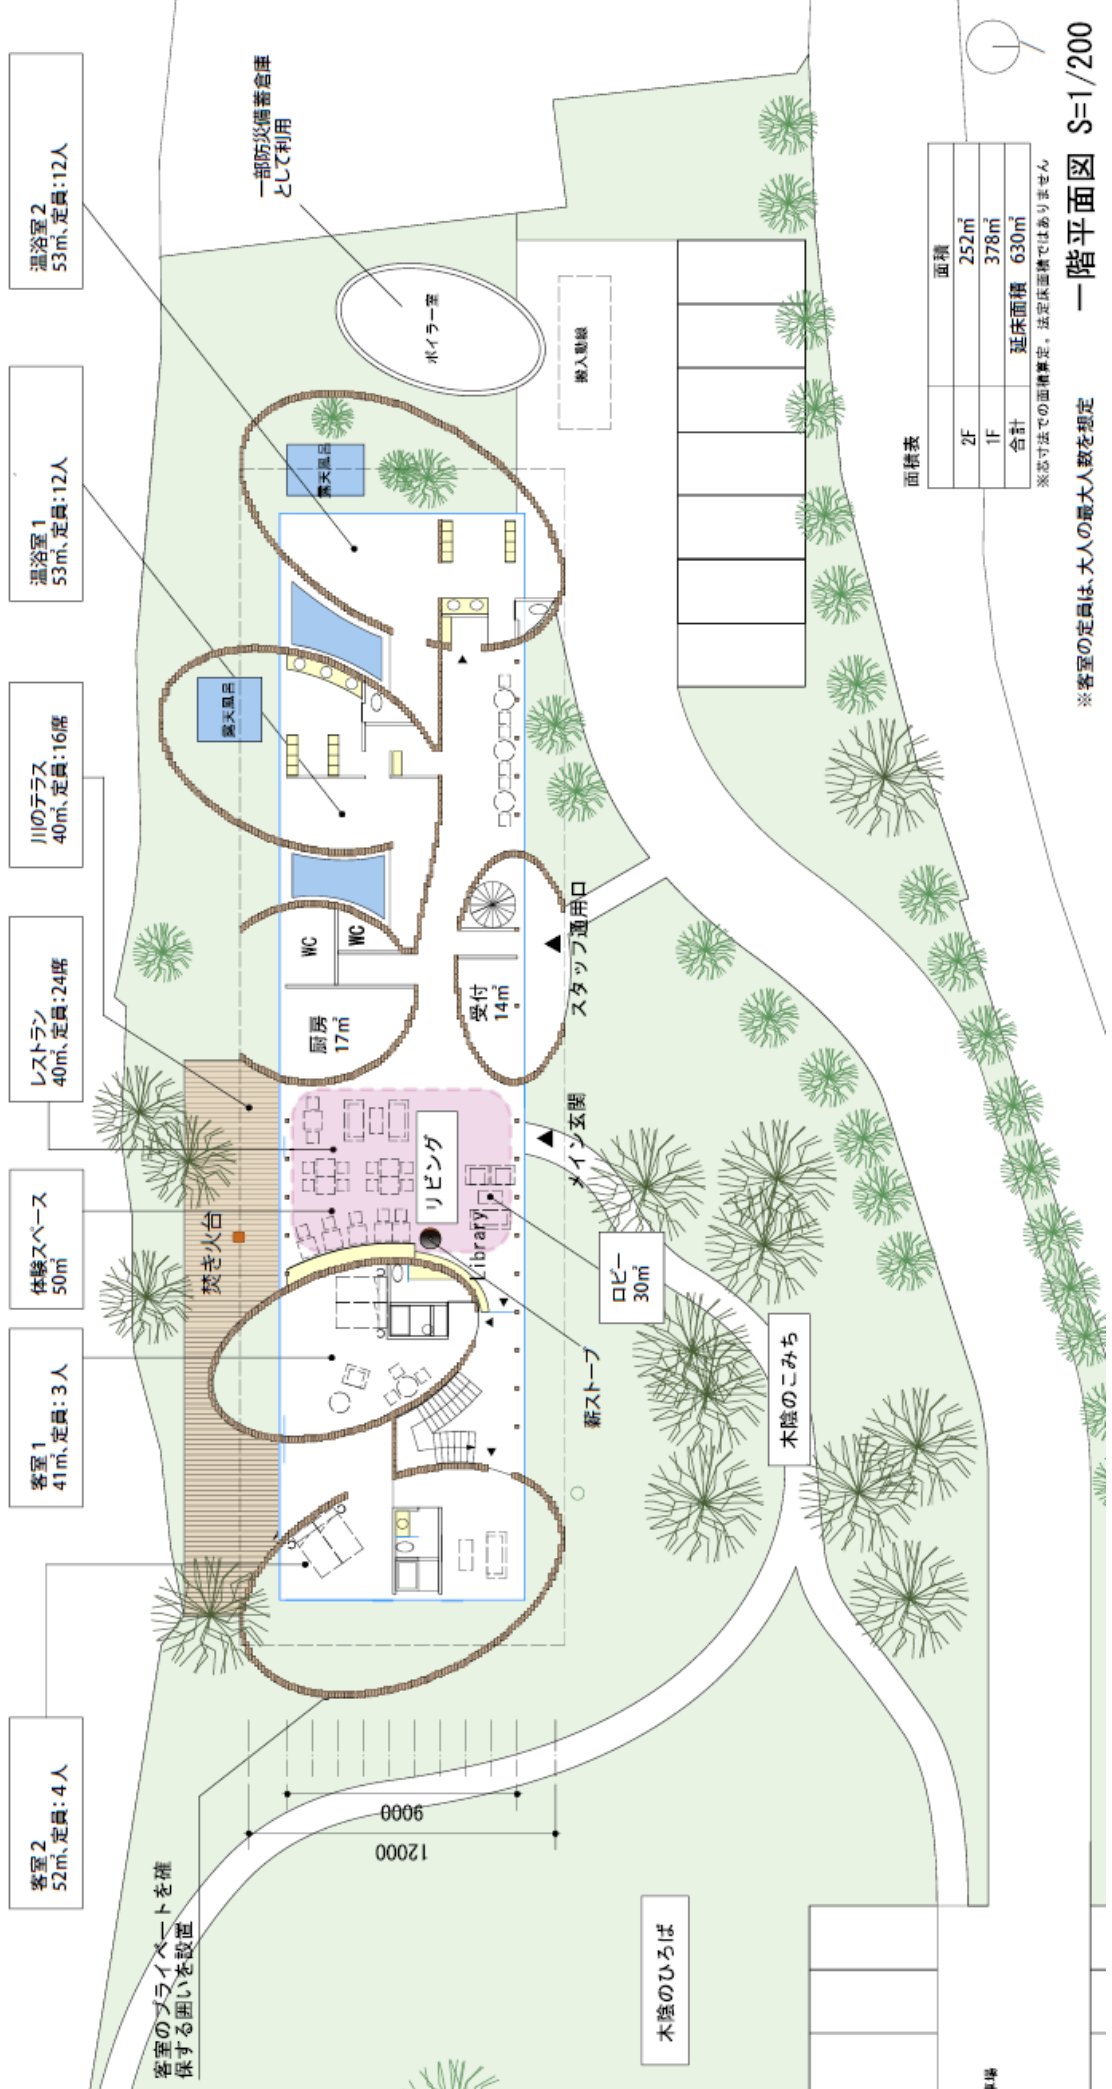 客室2
52㎡、定員：4人
客室1
41㎡、定員：3人
体験スペース
50㎡
レストラン
40㎡、定員：24席
川のテラス
40㎡、定員：16席
温浴室1
53㎡、定員：12人
温浴室2
53㎡、定員：12人
客室のプライベートを確
保する囲いを設置
一部防災備蓄倉庫
として利用
焚き火台
露天風呂
露天風呂
ボイラー室
搬入動線
WC
WC
厨房
17㎡
受付
14㎡
リビング
Library
ロビー
30㎡
薪ストーブ
メイン玄関
スタッフ通用口
木陰のこみち
木陰のひろば
9000
12000
面積表
面積
2F 252㎡
1F 378㎡
合計 延床面積 630㎡
※芯寸法での面積算定。法定床面積ではありません
※客室の定員は、大人の最大人数を想定
一階平面図 S=1/200